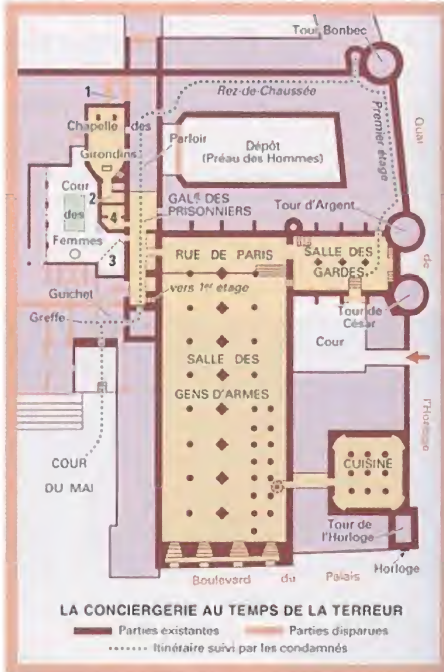 Tour Bonbec
1
Rez-de-Chaussée
Chapelle des
Girondins
Parloir
Dépôt
(Préau des Hommes)
Premier étage
Quai
de
l'Horloge
2
4
Cour
des
Femmes
3
GAL. DES
PRISONNIERS
Tour d'Argent
RUE DE PARIS
SALLE DES
GARDES
Guichet
Greffe
vers 1er étage
Tour de
César
Cour
SALLE DES
GENS D'ARMES
COUR
DU MAI
CUISINE
Tour de
l'Horloge
Horloge
Boulevard du Palais
LA CONCIERGERIE AU TEMPS DE LA TERREUR
Parties existantes
Parties disparues
Itinéraire suivi par les condamnés